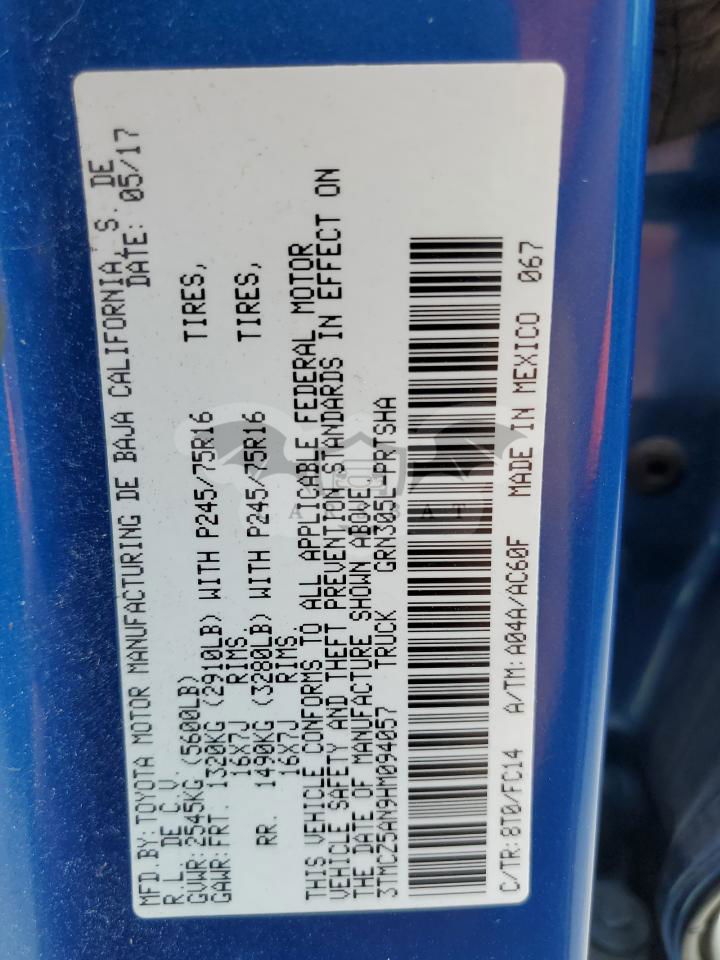 MFD.BY:TOYOTA MOTOR MANUFACTURING DE BAJA CALIFORNIA, S. DE
R.L. DE C.V. DATE: 05/17
GVWR:2545KG (5600LB)
GAWR:FRT. 1320KG (2910LB) WITH P245/75R16 TIRES,
16X7J RIMS,
RR. 1490KG (3280LB) WITH P245/75R16 TIRES,
16X7J RIMS
THIS VEHICLE CONFORMS TO ALL APPLICABLE FEDERAL MOTOR
VEHICLE SAFETY AND THEFT PREVENTION STANDARDS IN EFFECT ON
THE DATE OF MANUFACTURE SHOWN ABOVE.
3TMCZ5AN9HM094057 TRUCK GRN305L-PRTSHA
C/TR:8T0/FC14 A/TM:A04A/AC60F MADE IN MEXICO 067